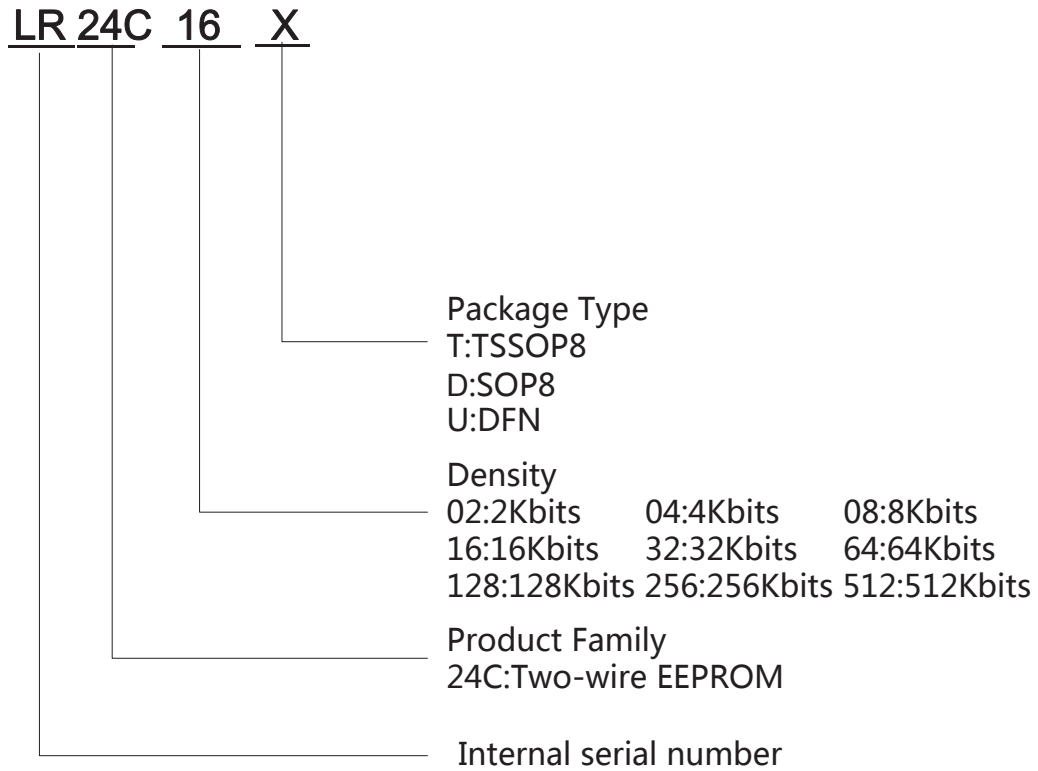 LR 24C 16 X
Package Type
T:TSSOP8
D:SOP8
U:DFN
Density
02:2Kbits 04:4Kbits 08:8Kbits
16:16Kbits 32:32Kbits 64:64Kbits
128:128Kbits 256:256Kbits 512:512Kbits
Product Family
24C:Two-wire EEPROM
Internal serial number